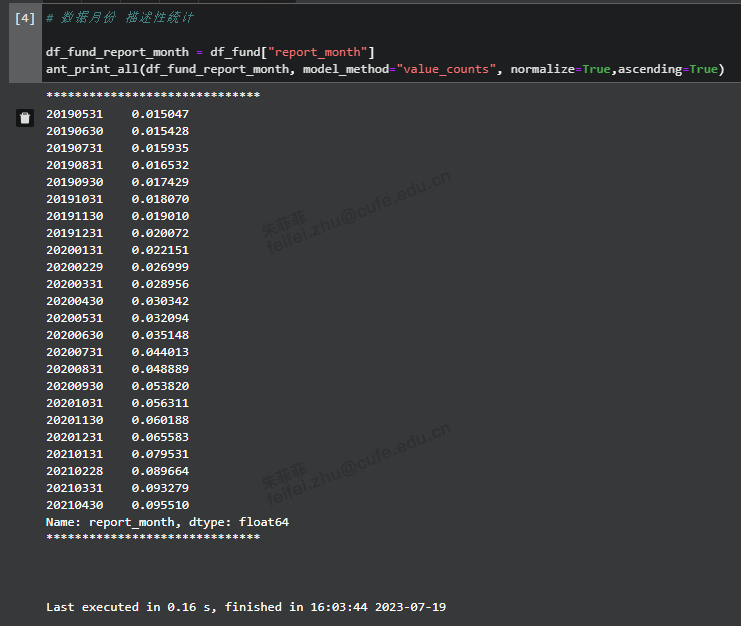 [4] # 数据月份 描述性统计
df_fund_report_month = df_fund["report_month"]
ant_print_all(df_fund_report_month, model_method="value_counts", normalize=True,ascending=True)
******************************
20190531 0.015047
20190630 0.015428
20190731 0.015935
20190831 0.016532
20190930 0.017429
20191031 0.018070
20191130 0.019010
20191231 0.020072
20200131 0.022151
20200229 0.026999
20200331 0.028956
20200430 0.030342
20200531 0.032094
20200630 0.035148
20200731 0.044013
20200831 0.048889
20200930 0.053820
20201031 0.056311
20201130 0.060188
20201231 0.065583
20210131 0.079531
20210228 0.089664
20210331 0.093279
20210430 0.095510
Name: report_month, dtype: float64
******************************
Last executed in 0.16 s, finished in 16:03:44 2023-07-19
朱菲菲
feifei.zhu@cufe.edu.cn
朱菲菲
feifei.zhu@cufe.edu.cn